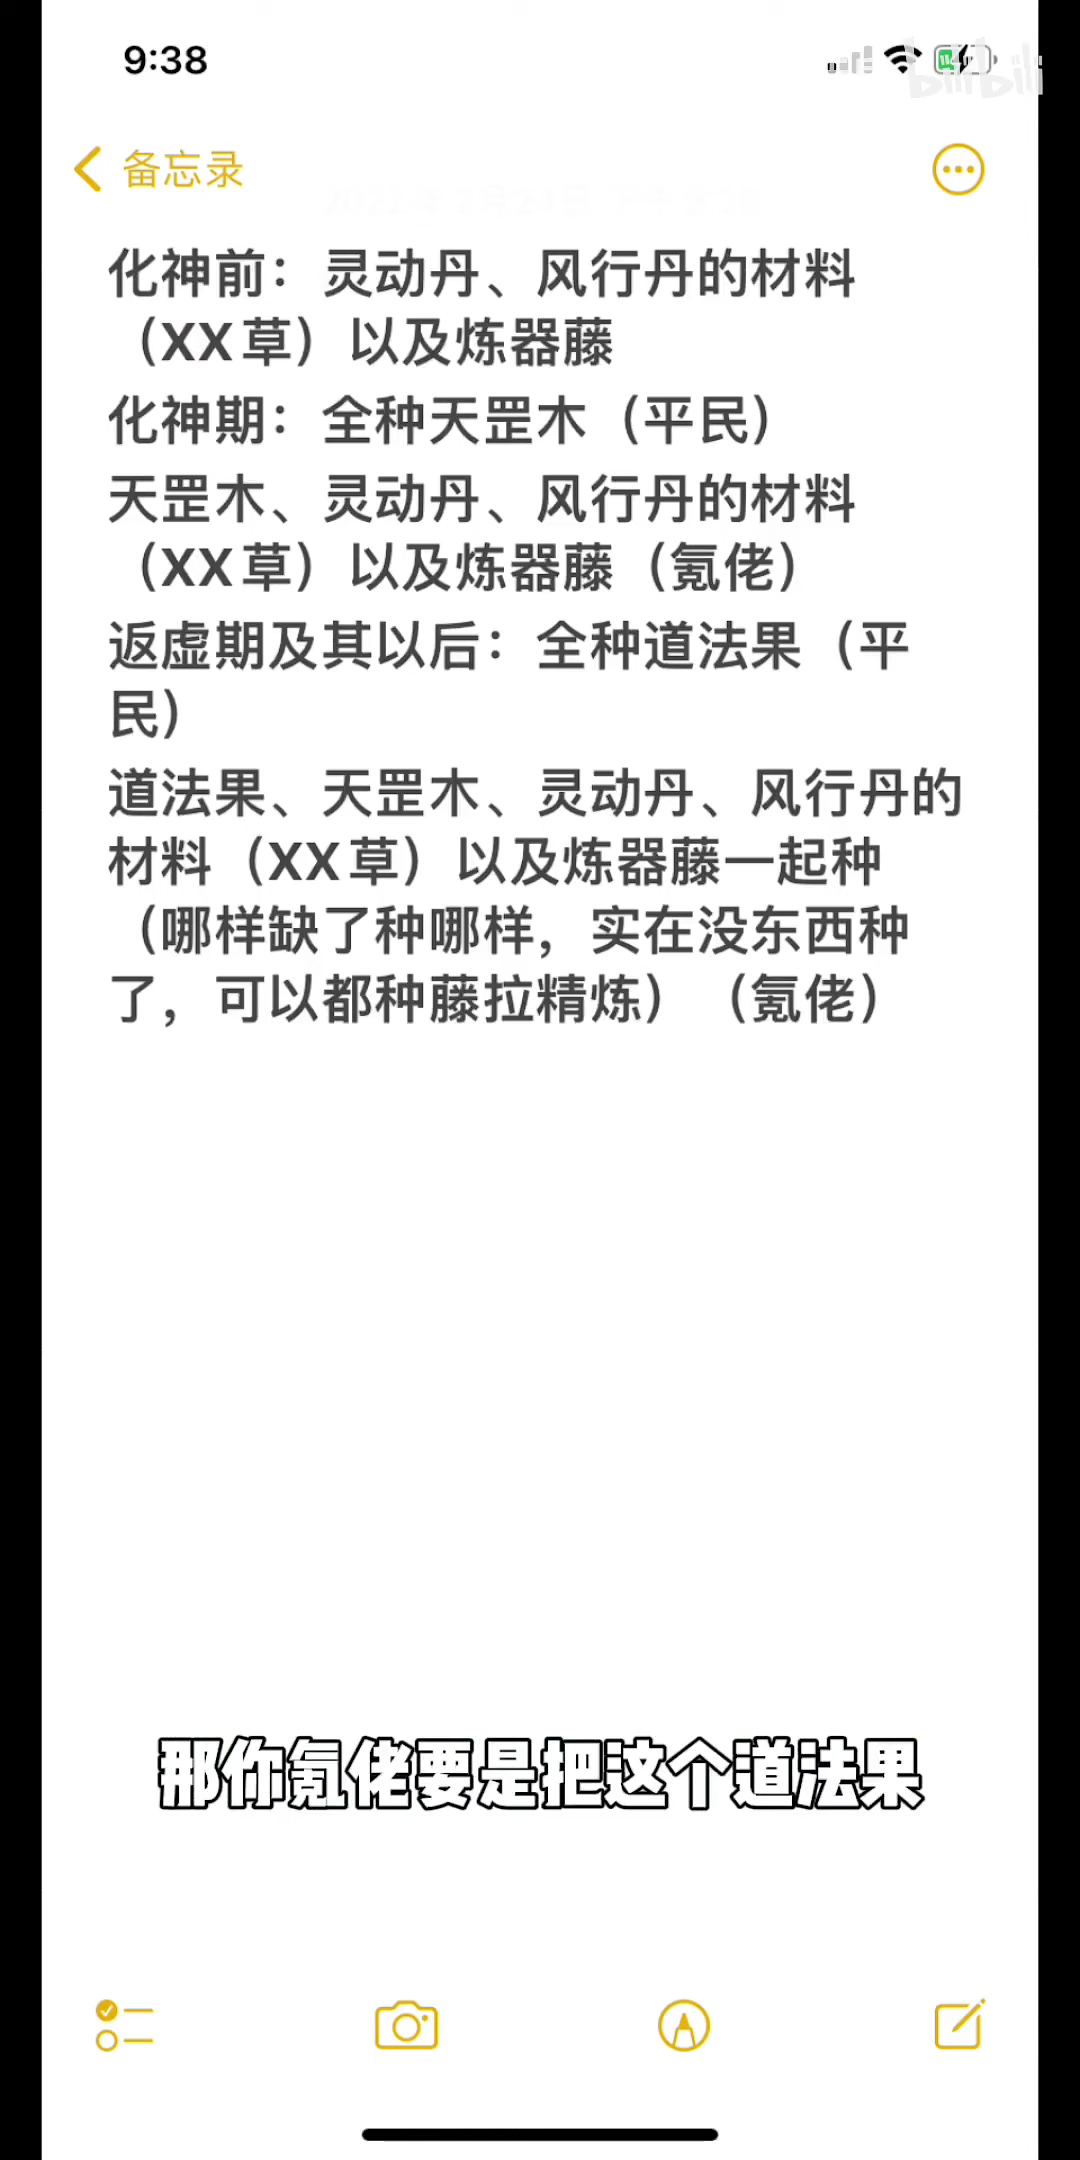 9:38
bilibili
备忘录
化神前：灵动丹、风行丹的材料
（XX草）以及炼器藤
化神期：全种天罡木（平民）
天罡木、灵动丹、风行丹的材料
（XX草）以及炼器藤（氪佬）
返虚期及其以后：全种道法果（平
民）
道法果、天罡木、灵动丹、风行丹的
材料（XX草）以及炼器藤一起种
（哪样缺了种哪样，实在没东西种
了，可以都种藤拉精炼）（氪佬）
那你氪佬要是把这个道法果